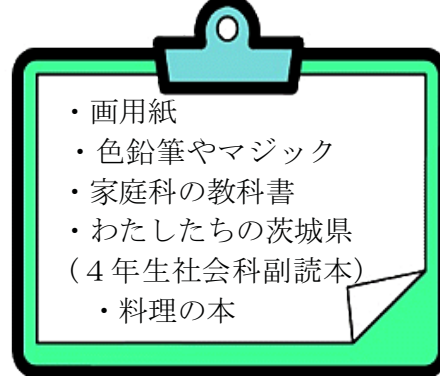 ・画用紙
・色鉛筆やマジック
・家庭科の教科書
・わたしたちの茨城県
(４年生社会科副読本)
・料理の本